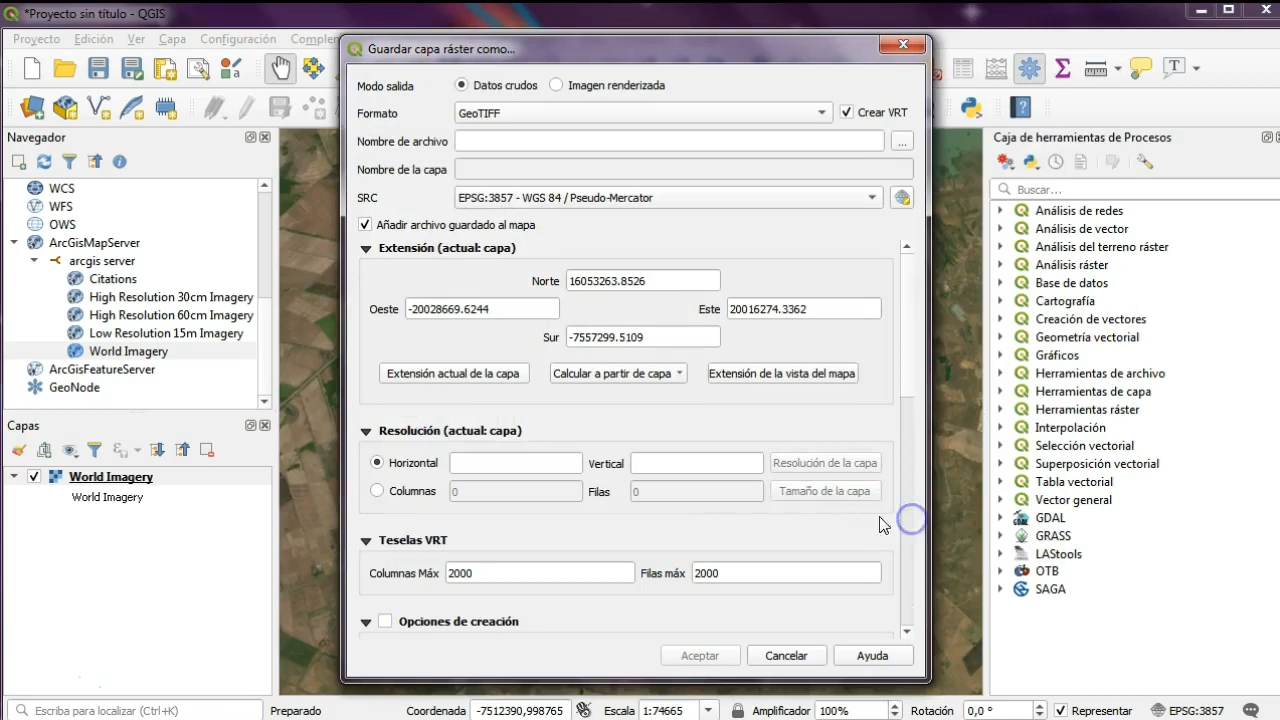 *Proyecto sin título - QGIS
Proyecto Edición Ver Capa Configuración Complem
Guardar capa ráster como...
Modo salida Datos crudos Imagen renderizada
Formato GeoTIFF Crear VRT
Nombre de archivo ...
Nombre de la capa
SRC EPSG:3857 - WGS 84 / Pseudo-Mercator
Añadir archivo guardado al mapa
Extensión (actual: capa)
Norte 16053263.8526
Oeste -20028669.6244 Este 20016274.3362
Sur -7557299.5109
Extensión actual de la capa Calcular a partir de capa Extensión de la vista del mapa
Resolución (actual: capa)
Horizontal Vertical Resolución de la capa
Columnas 0 Filas 0 Tamaño de la capa
Teselas VRT
Columnas Máx 2000 Filas máx 2000
Opciones de creación
Aceptar Cancelar Ayuda
Navegador
WCS
WFS
OWS
ArcGisMapServer
arcgis server
Citations
High Resolution 30cm Imagery
High Resolution 60cm Imagery
Low Resolution 15m Imagery
World Imagery
ArcGisFeatureServer
GeoNode
Capas
World Imagery
World Imagery
Caja de herramientas de Procesos
Buscar...
Análisis de redes
Análisis de vector
Análisis del terreno ráster
Análisis ráster
Base de datos
Cartografía
Creación de vectores
Geometría vectorial
Gráficos
Herramientas de archivo
Herramientas de capa
Herramientas ráster
Interpolación
Selección vectorial
Superposición vectorial
Tabla vectorial
Vector general
GDAL
GRASS
LAStools
OTB
SAGA
Escriba para localizar (Ctrl+K) Preparado Coordenada -7512390,998765 Escala 1:74665 Amplificador 100% Rotación 0,0 ° Representar EPSG:3857